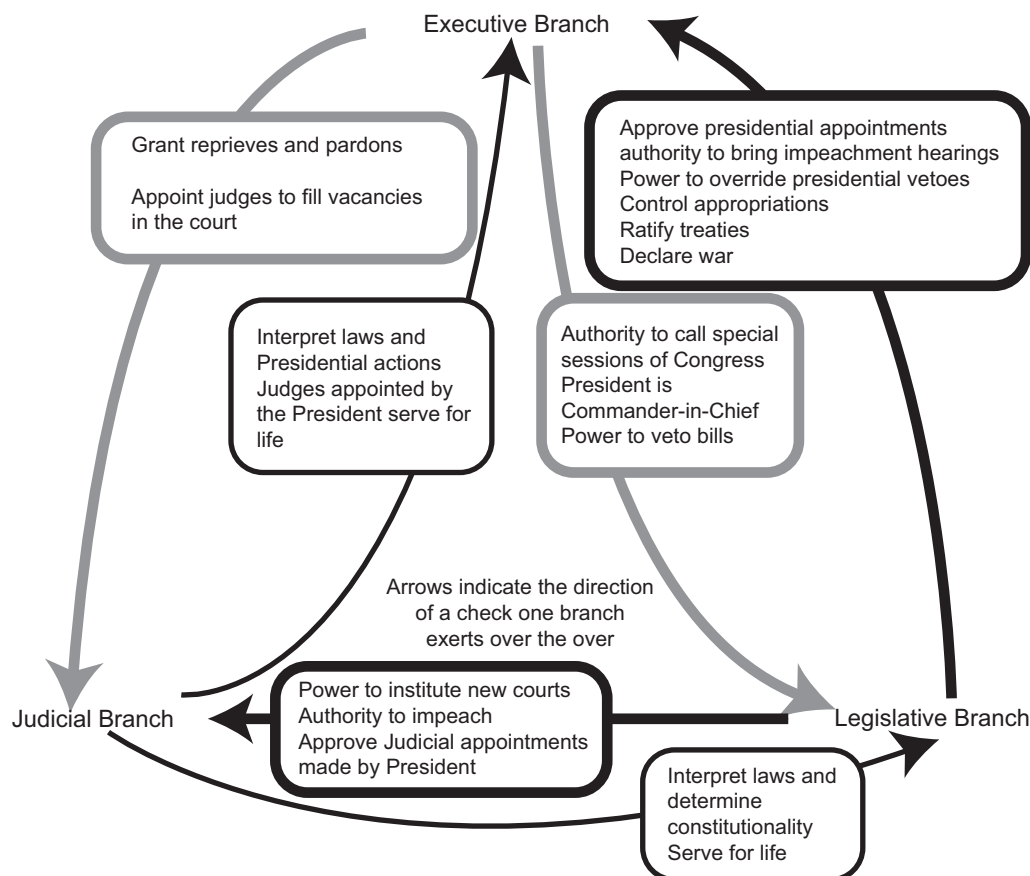 Executive Branch
Grant reprieves and pardons
Appoint judges to fill vacancies
in the court
Approve presidential appointments
authority to bring impeachment hearings
Power to override presidential vetoes
Control appropriations
Ratify treaties
Declare war
Interpret laws and
Presidential actions
Judges appointed by
the President serve for
life
Authority to call special
sessions of Congress
President is
Commander-in-Chief
Power to veto bills
Arrows indicate the direction
of a check one branch
exerts over the over
Judicial Branch
Power to institute new courts
Authority to impeach
Approve Judicial appointments
made by President
Legislative Branch
Interpret laws and
determine
constitutionality
Serve for life